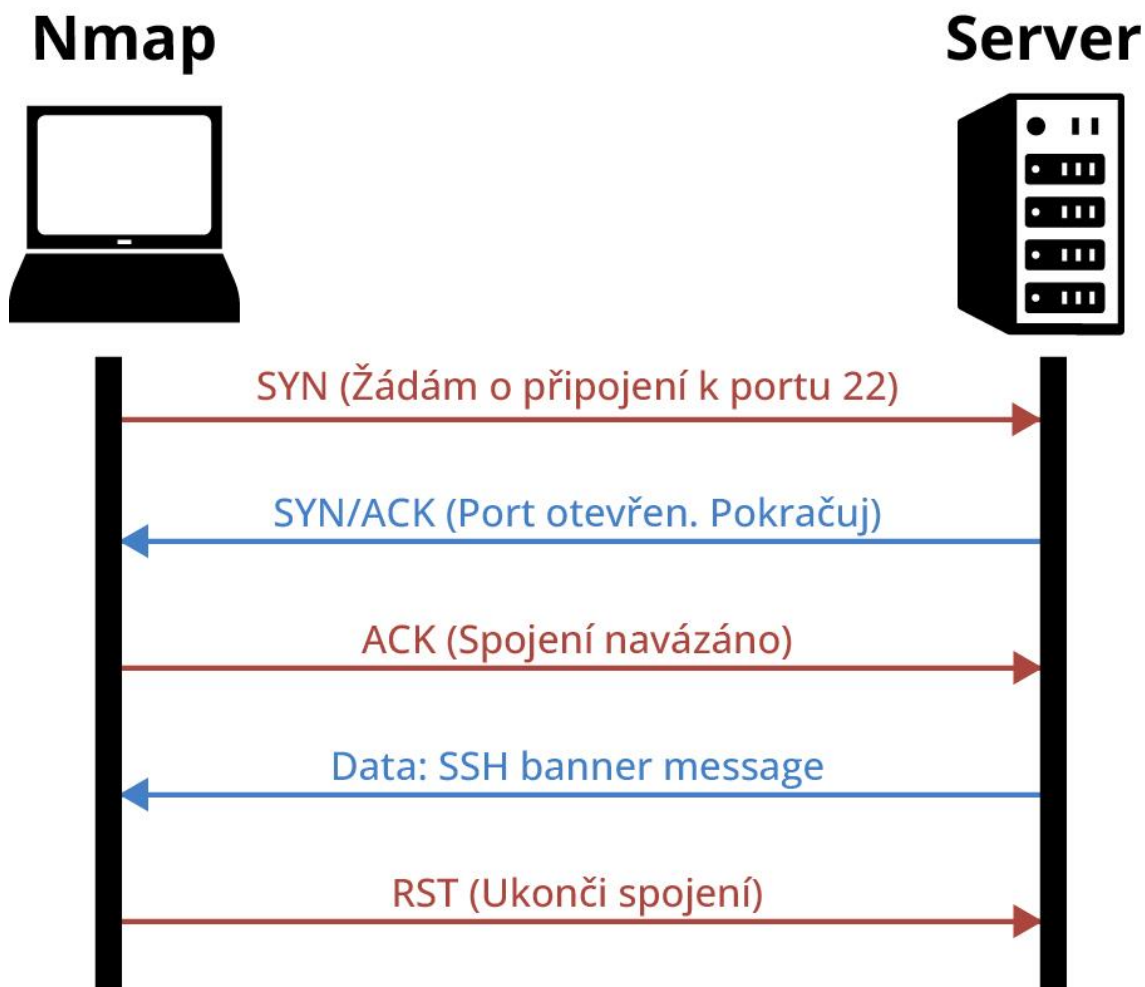 Nmap
Server
SYN (Žádám o připojení k portu 22)
SYN/ACK (Port otevřen. Pokračuj)
ACK (Spojení navázáno)
Data: SSH banner message
RST (Ukonči spojení)